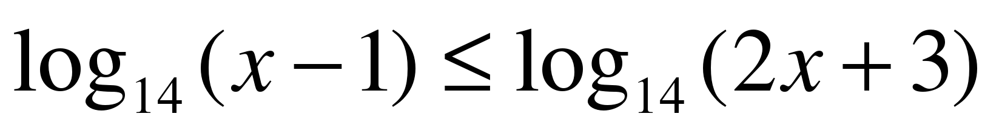 log₁₄ (x − 1) ≤ log₁₄ (2x + 3)